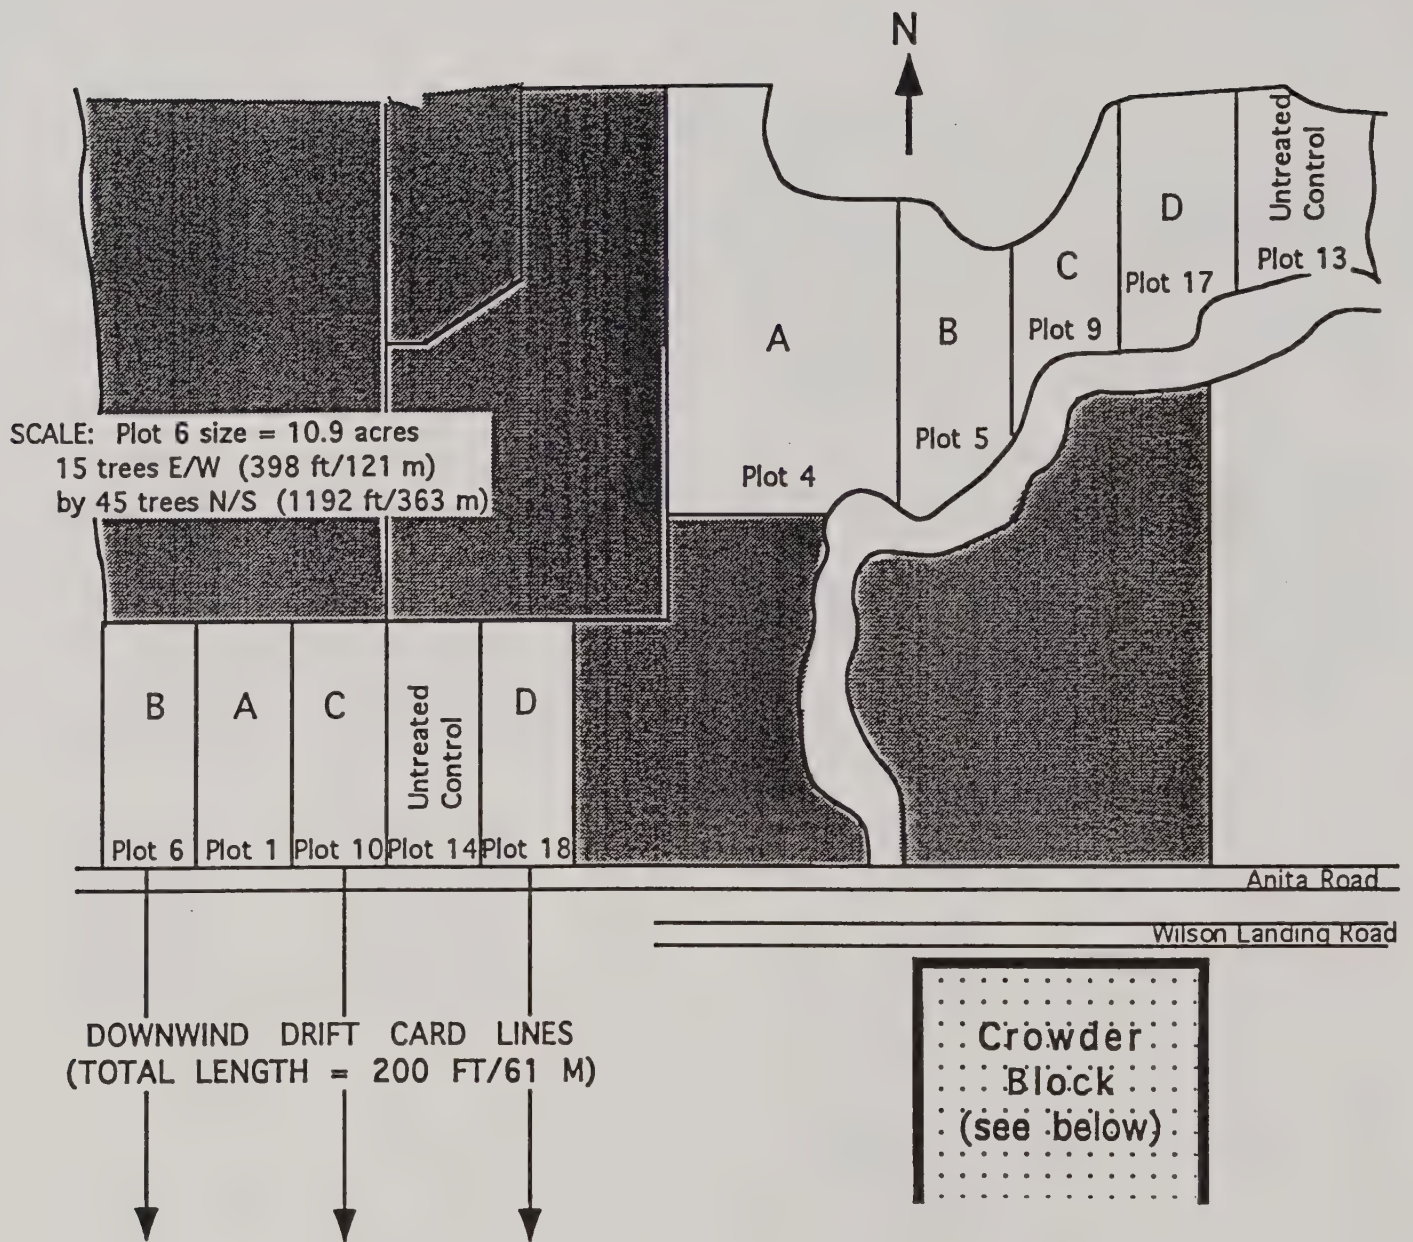 N
SCALE: Plot 6 size = 10.9 acres
15 trees E/W (398 ft/121 m)
by 45 trees N/S (1192 ft/363 m)
A
Plot 4
B
Plot 5
C
Plot 9
D
Plot 17
Untreated
Control
Plot 13
B
Plot 6
A
Plot 1
C
Plot 10
Untreated
Control
Plot 14
D
Plot 18
Anita Road
Wilson Landing Road
DOWNWIND DRIFT CARD LINES
(TOTAL LENGTH = 200 FT/61 M)
Crowder
Block
(see below)